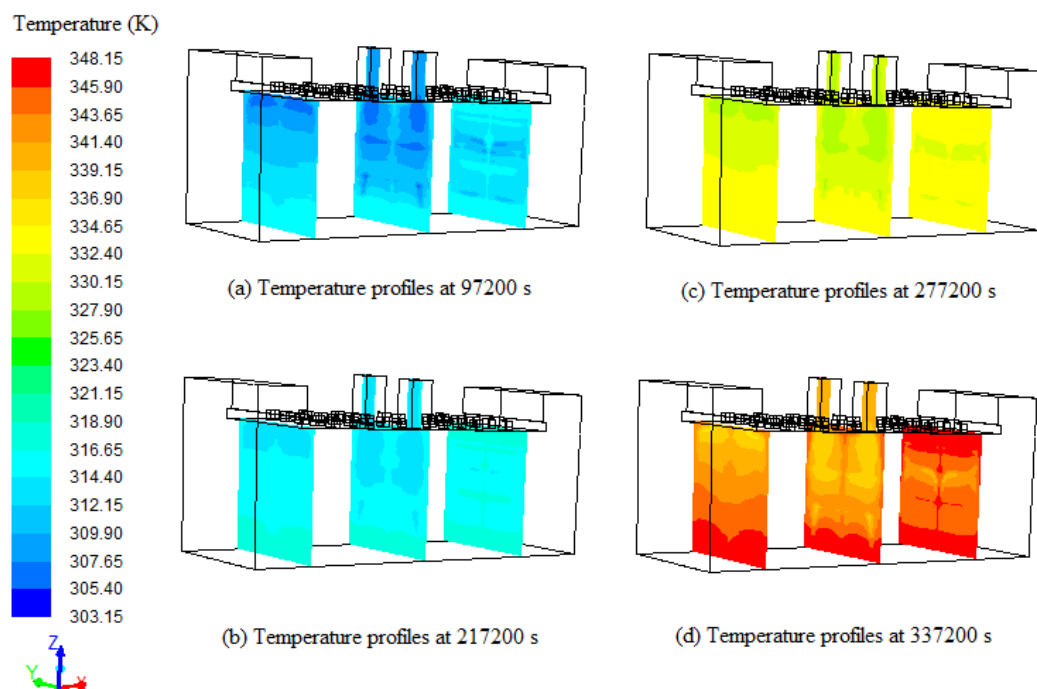 Temperature (K)
348.15
345.90
343.65
341.40
339.15
336.90
334.65
332.40
330.15
327.90
325.65
323.40
321.15
318.90
316.65
314.40
312.15
309.90
307.65
305.40
303.15
Z
Y
X
(a) Temperature profiles at 97200 s
(c) Temperature profiles at 277200 s
(b) Temperature profiles at 217200 s
(d) Temperature profiles at 337200 s